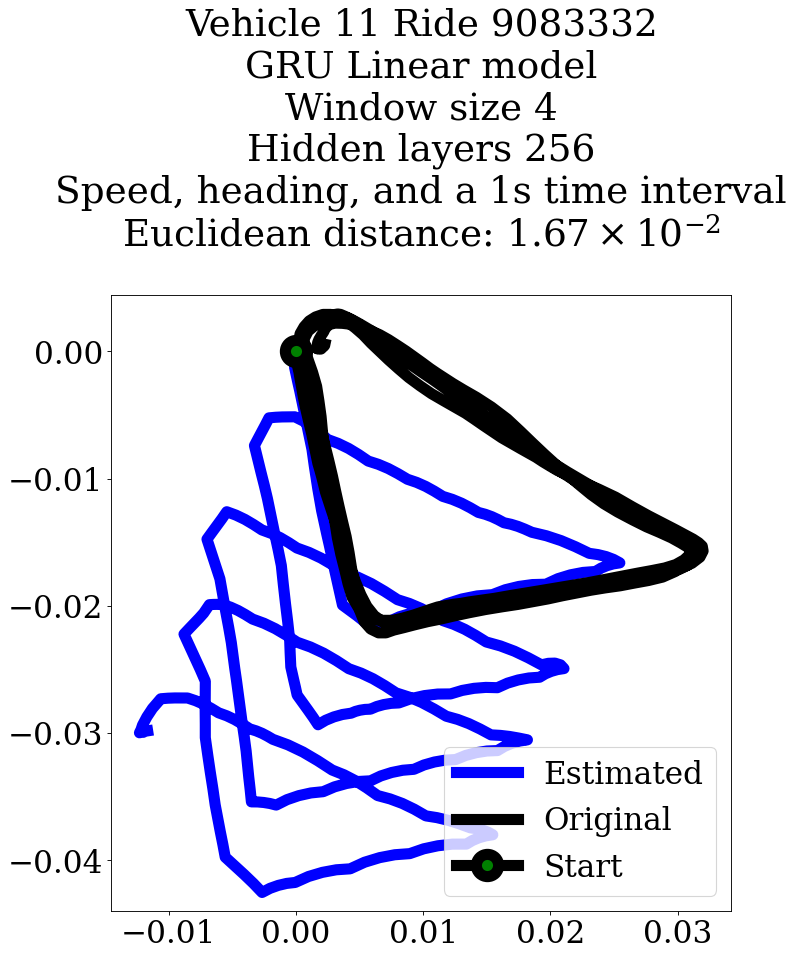 Vehicle 11 Ride 9083332
GRU Linear model
Window size 4
Hidden layers 256
Speed, heading, and a 1s time interval
Euclidean distance: 1.67 × 10⁻²
0.00
−0.01
−0.02
−0.03
−0.04
Estimated
Original
Start
−0.01 0.00 0.01 0.02 0.03